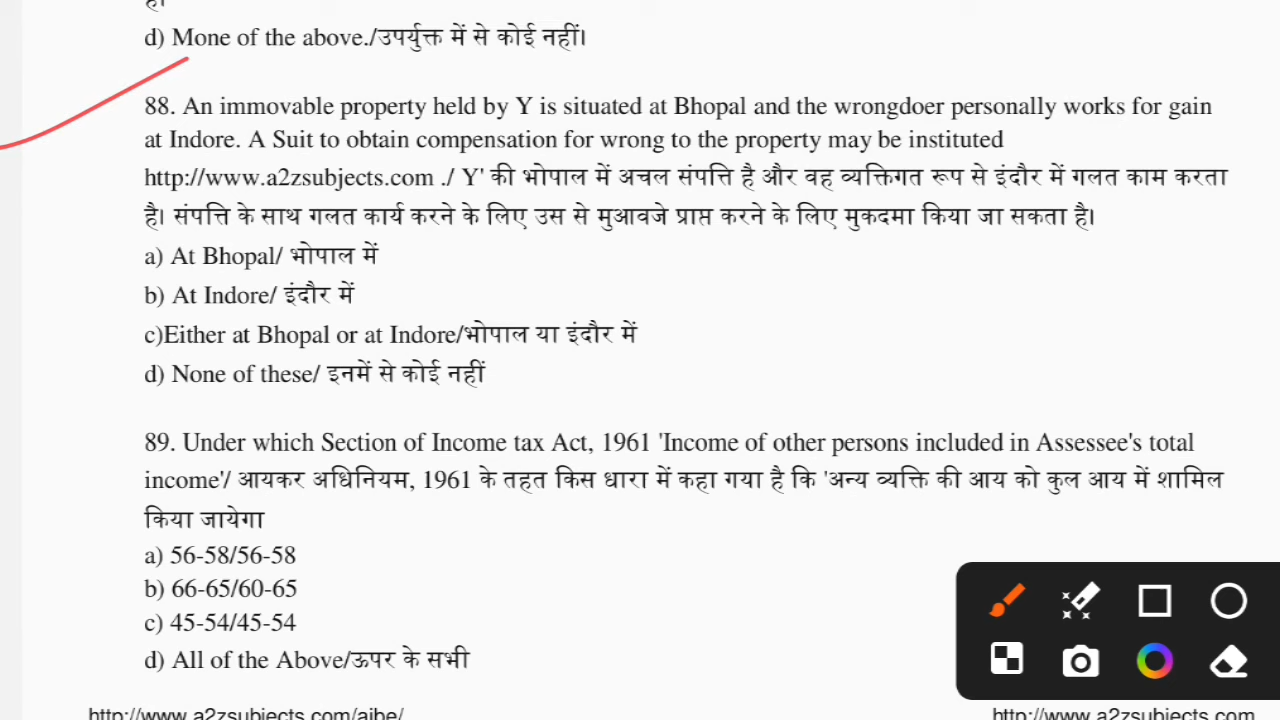 है।
d) Mone of the above./उपर्युक्त में से कोई नहीं।
88. An immovable property held by Y is situated at Bhopal and the wrongdoer personally works for gain
at Indore. A Suit to obtain compensation for wrong to the property may be instituted
http://www.a2zsubjects.com ./ Y' की भोपाल में अचल संपत्ति है और वह व्यक्तिगत रूप से इंदौर में गलत काम करता
है। संपत्ति के साथ गलत कार्य करने के लिए उस से मुआवजे प्राप्त करने के लिए मुकदमा किया जा सकता है।
a) At Bhopal/ भोपाल में
b) At Indore/ इंदौर में
c)Either at Bhopal or at Indore/भोपाल या इंदौर में
d) None of these/ इनमें से कोई नहीं
89. Under which Section of Income tax Act, 1961 'Income of other persons included in Assessee's total
income'/ आयकर अधिनियम, 1961 के तहत किस धारा में कहा गया है कि 'अन्य व्यक्ति की आय को कुल आय में शामिल
किया जायेगा
a) 56-58/56-58
b) 66-65/60-65
c) 45-54/45-54
d) All of the Above/ऊपर के सभी
http://www.a2zsubjects.com/aibe/
http://www.a2zsubjects.com